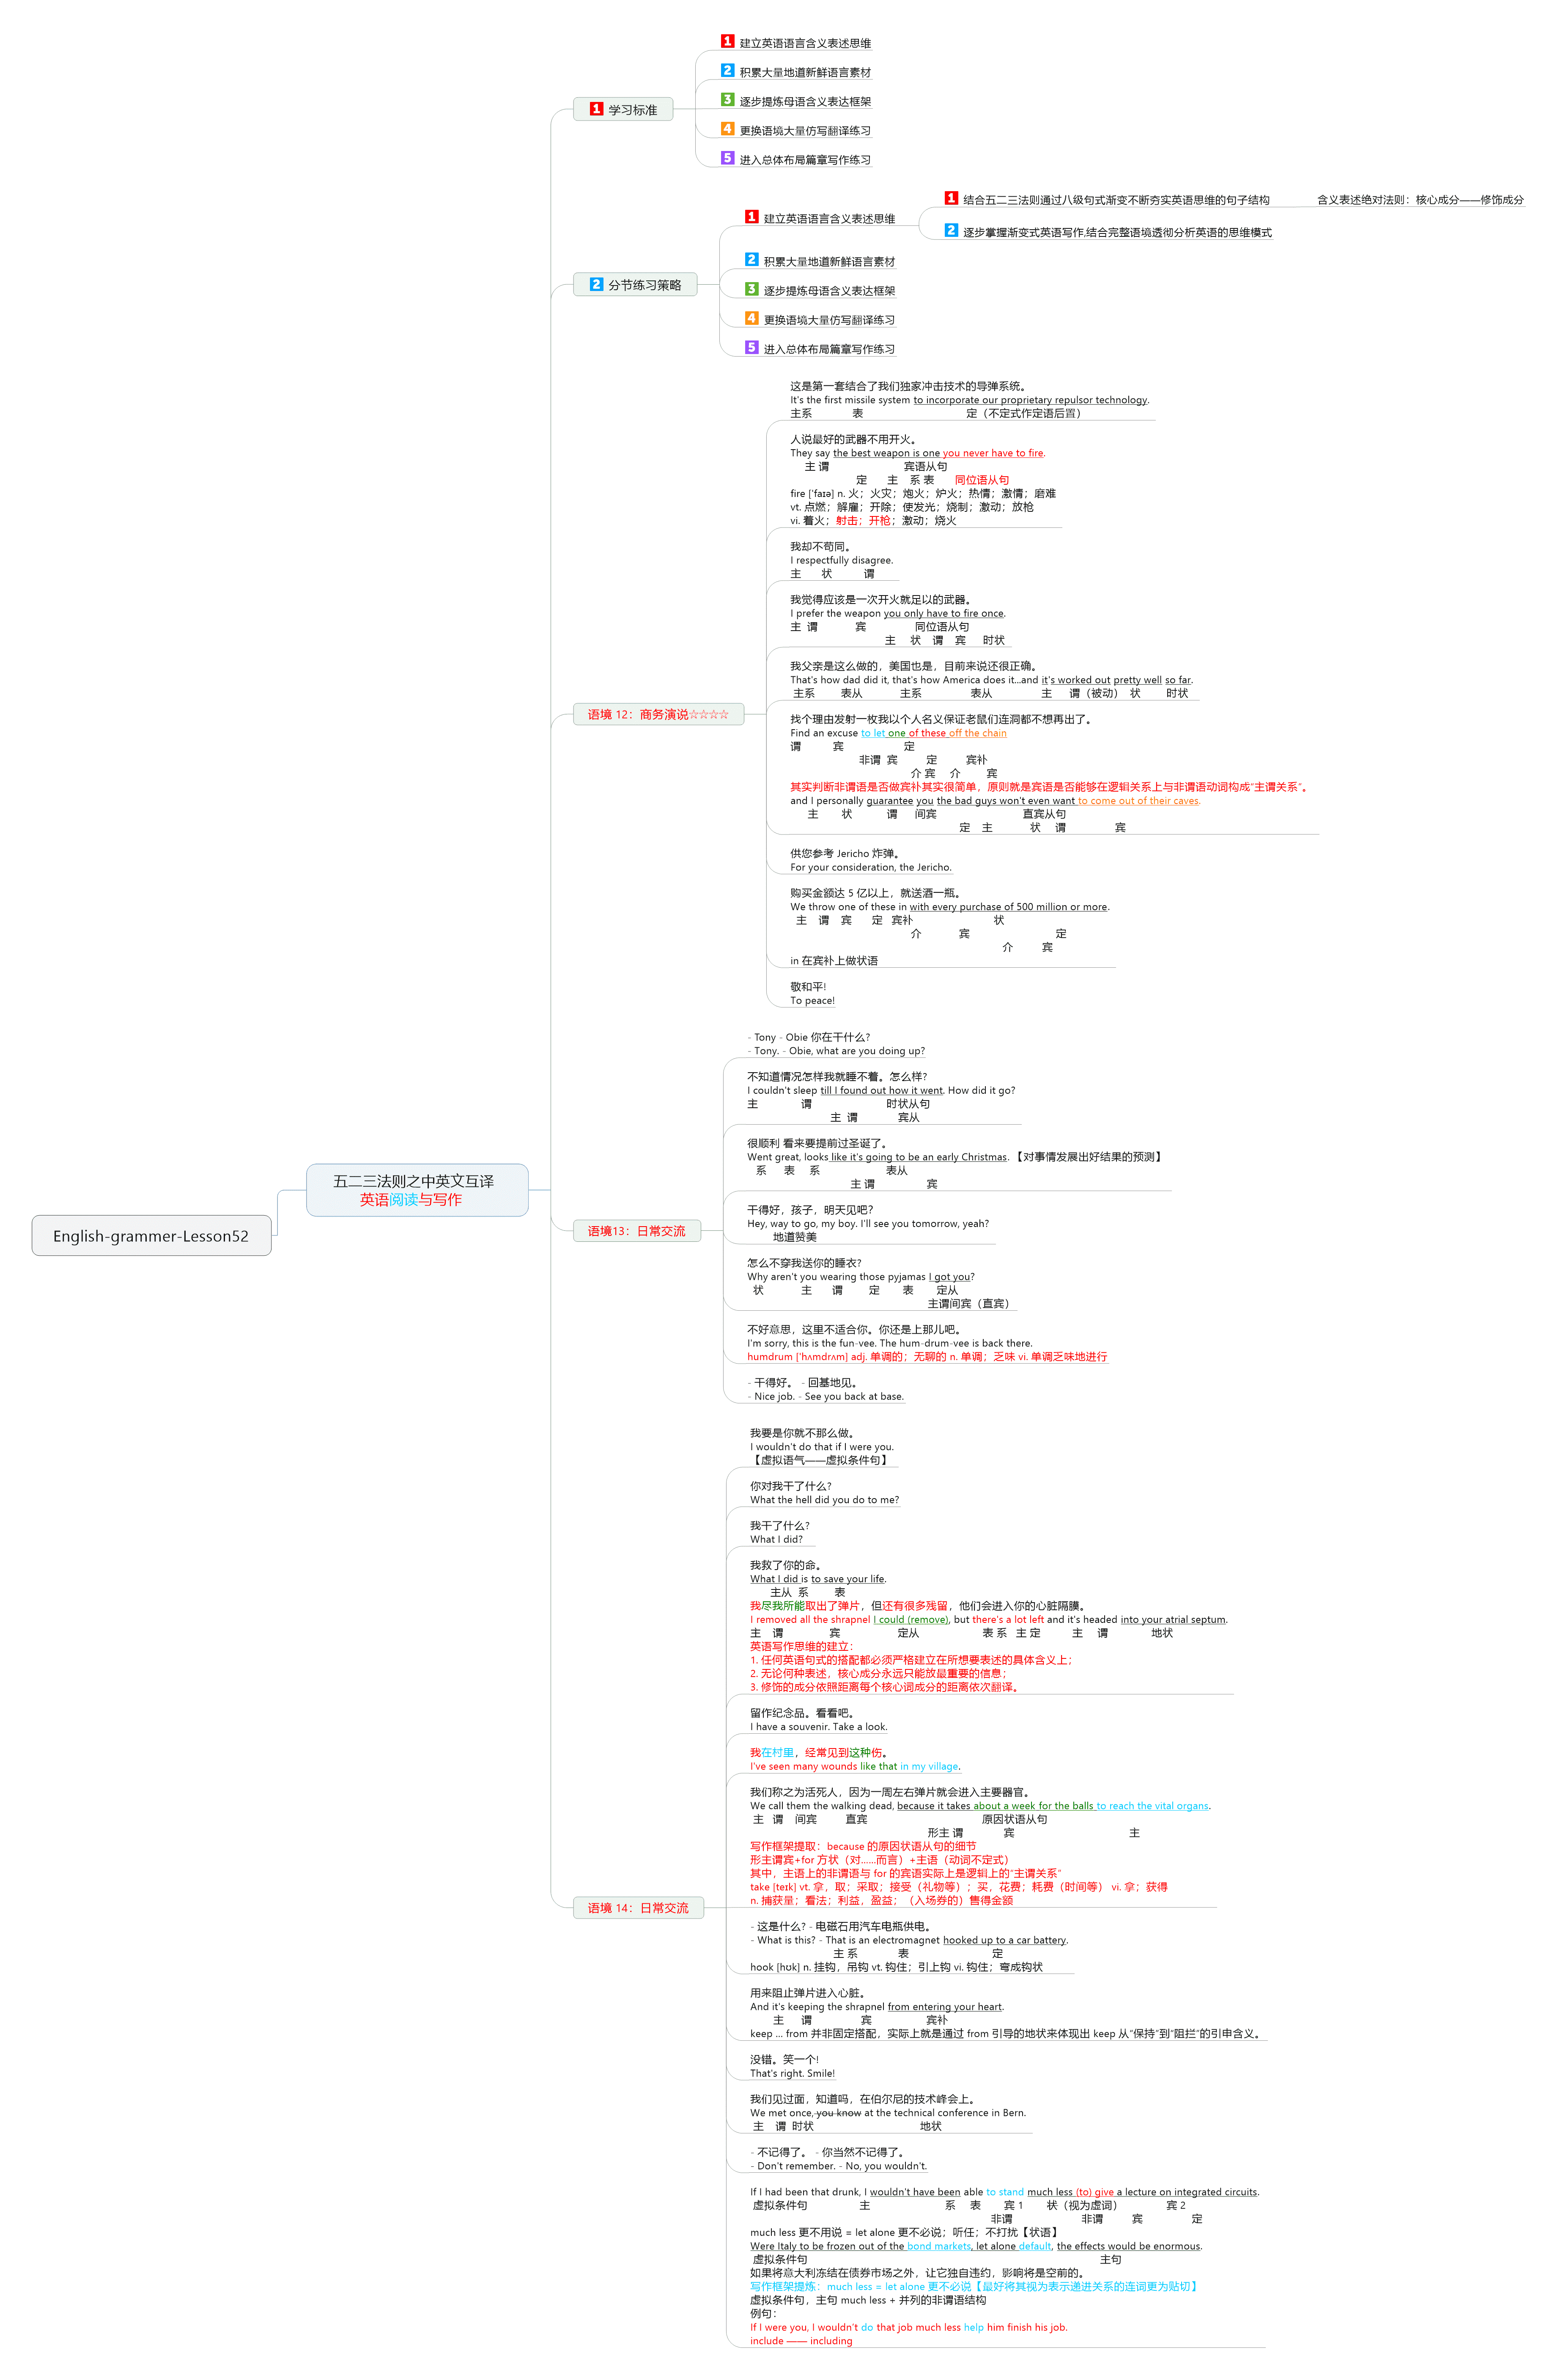 English-grammer-Lesson52
五二三法则之中英文互译
英语阅读与写作
1 学习标准
1 建立英语语言含义表述思维
2 积累大量地道新鲜语言素材
3 逐步提炼母语含义表达框架
4 更换语境大量仿写翻译练习
5 进入总体布局篇章写作练习
2 分节练习策略
1 建立英语语言含义表述思维
1 结合五二三法则通过八级句式渐变不断夯实英语思维的句子结构
含义表述绝对法则：核心成分——修饰成分
2 逐步掌握渐变式英语写作,结合完整语境透彻分析英语的思维模式
2 积累大量地道新鲜语言素材
3 逐步提炼母语含义表达框架
4 更换语境大量仿写翻译练习
5 进入总体布局篇章写作练习
语境 12：商务演说☆☆☆☆
这是第一套结合了我们独家冲击技术的导弹系统。
It's the first missile system to incorporate our proprietary repulsor technology.
主系 表 定（不定式作定语后置）
人说最好的武器不用开火。
They say the best weapon is one you never have to fire.
主 谓 宾语从句
定 主 系 表 同位语从句
fire ['faɪə] n. 火；火灾；炮火；炉火；热情；激情；磨难
vt. 点燃；解雇；开除；使发光；烧制；激动；放枪
vi. 着火；射击；开枪；激动；烧火
我却不苟同。
I respectfully disagree.
主 状 谓
我觉得应该是一次开火就足以的武器。
I prefer the weapon you only have to fire once.
主 谓 宾 同位语从句
主 状 谓 宾 时状
我父亲是这么做的，美国也是，目前来说还很正确。
That's how dad did it, that's how America does it...and it's worked out pretty well so far.
主系 表从 主系 表从 主 谓（被动） 状 时状
找个理由发射一枚我以个人名义保证老鼠们连洞都不想再出了。
Find an excuse to let one of these off the chain
谓 宾 定
非谓 宾 定 宾补
介 宾 介 宾
其实判断非谓语是否做宾补其实很简单，原则就是宾语是否能够在逻辑关系上与非谓语动词构成“主谓关系”。
and I personally guarantee you the bad guys won't even want to come out of their caves.
主 状 谓 间宾 直宾从句
定 主 状 谓 宾
供您参考 Jericho 炸弹。
For your consideration, the Jericho.
购买金额达 5 亿以上，就送酒一瓶。
We throw one of these in with every purchase of 500 million or more.
主 谓 宾 定 宾补 状
介 宾 定
介 宾
in 在宾补上做状语
敬和平!
To peace!
语境13：日常交流
- Tony - Obie 你在干什么?
- Tony. - Obie, what are you doing up?
不知道情况怎样我就睡不着。怎么样?
I couldn't sleep till I found out how it went. How did it go?
主 谓 时状从句
主 谓 宾从
很顺利 看来要提前过圣诞了。
Went great, looks like it's going to be an early Christmas. 【对事情发展出好结果的预测】
系 表 系 表从
主 谓 宾
干得好，孩子，明天见吧?
Hey, way to go, my boy. I'll see you tomorrow, yeah?
地道赞美
怎么不穿我送你的睡衣?
Why aren't you wearing those pyjamas I got you?
状 主 谓 定 表 定从
主谓间宾（直宾）
不好意思，这里不适合你。你还是上那儿吧。
I'm sorry, this is the fun-vee. The hum-drum-vee is back there.
humdrum ['hʌmdrʌm] adj. 单调的；无聊的 n. 单调；乏味 vi. 单调乏味地进行
- 干得好。 - 回基地见。
- Nice job. - See you back at base.
语境 14：日常交流
我要是你就不那么做。
I wouldn't do that if I were you.
【虚拟语气——虚拟条件句】
你对我干了什么?
What the hell did you do to me?
我干了什么?
What I did?
我救了你的命。
What I did is to save your life.
主从 系 表
我尽我所能取出了弹片，但还有很多残留，他们会进入你的心脏隔膜。
I removed all the shrapnel I could (remove), but there's a lot left and it's headed into your atrial septum.
主 谓 宾 定从 表 系 主 定 主 谓 地状
英语写作思维的建立：
1. 任何英语句式的搭配都必须严格建立在所想要表述的具体含义上；
2. 无论何种表述，核心成分永远只能放最重要的信息；
3. 修饰的成分依照距离每个核心词成分的距离依次翻译。
留作纪念品。看看吧。
I have a souvenir. Take a look.
我在村里，经常见到这种伤。
I've seen many wounds like that in my village.
我们称之为活死人，因为一周左右弹片就会进入主要器官。
We call them the walking dead, because it takes about a week for the balls to reach the vital organs.
主 谓 间宾 直宾 原因状语从句
形主 谓 宾 主
写作框架提取：because 的原因状语从句的细节
形主谓宾+for 方状（对……而言）+主语（动词不定式）
其中，主语上的非谓语与 for 的宾语实际上是逻辑上的“主谓关系”
take [teɪk] vt. 拿，取；采取；接受（礼物等）；买，花费；耗费（时间等） vi. 拿；获得
n. 捕获量；看法；利益，盈益；（入场券的）售得金额
- 这是什么? - 电磁石用汽车电瓶供电。
- What is this? - That is an electromagnet hooked up to a car battery.
主 系 表 定
hook [hʊk] n. 挂钩，吊钩 vt. 钩住；引上钩 vi. 钩住；弯成钩状
用来阻止弹片进入心脏。
And it's keeping the shrapnel from entering your heart.
主 谓 宾 宾补
keep ... from 并非固定搭配，实际上就是通过 from 引导的地状来体现出 keep 从“保持”到“阻拦”的引申含义。
没错。笑一个!
That's right. Smile!
我们见过面，知道吗，在伯尔尼的技术峰会上。
We met once, you know at the technical conference in Bern.
主 谓 时状 地状
- 不记得了。 - 你当然不记得了。
- Don't remember. - No, you wouldn't.
If I had been that drunk, I wouldn't have been able to stand much less (to) give a lecture on integrated circuits.
虚拟条件句 主 系 表 宾 1 状（视为虚词） 宾 2
非谓 非谓 宾 定
much less 更不用说 = let alone 更不必说；听任；不打扰【状语】
Were Italy to be frozen out of the bond markets, let alone default, the effects would be enormous.
虚拟条件句 主句
如果将意大利冻结在债券市场之外，让它独自违约，影响将是空前的。
写作框架提炼：much less = let alone 更不必说【最好将其视为表示递进关系的连词更为贴切】
虚拟条件句，主句 much less + 并列的非谓语结构
例句：
If I were you, I wouldn't do that job much less help him finish his job.
include —— including